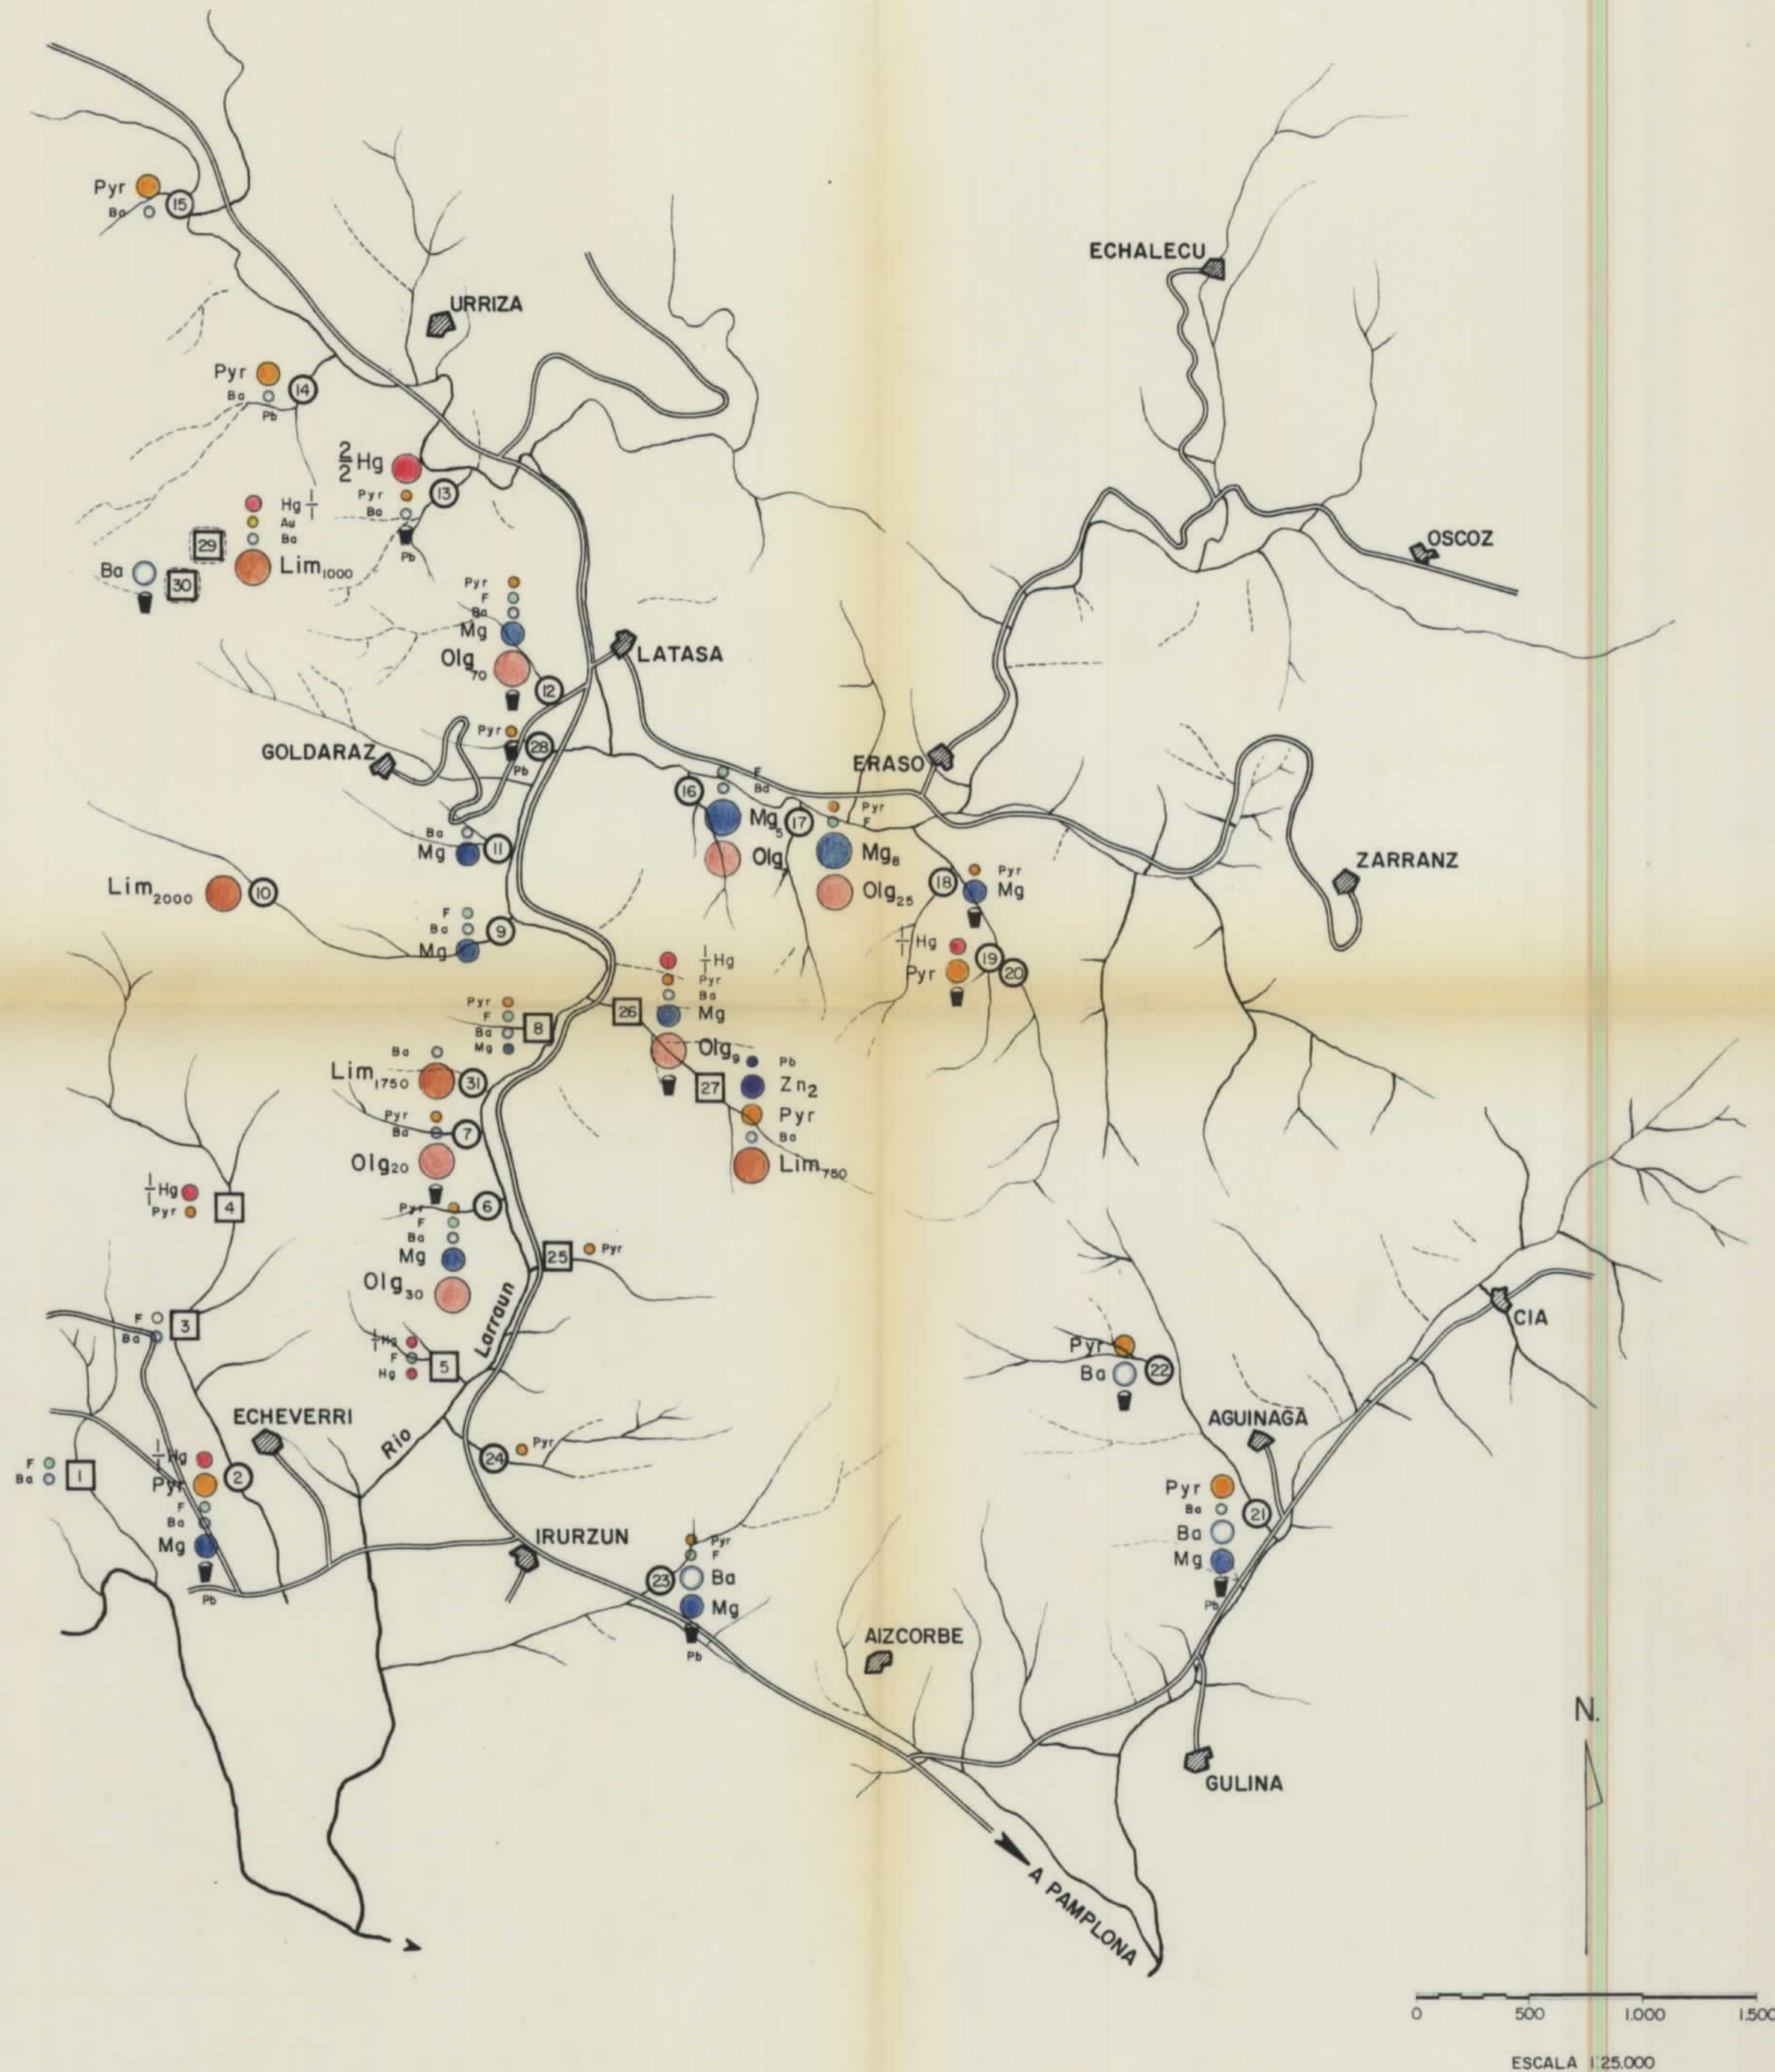 Pyr
Ba
15
ECHALECU
URRIZA
Pyr
Ba
Pb
14
2/2 Hg
Pyr
Ba
13
Pb
Hg 1/1
Au
Ba
29
Lim1000
Ba
30
OSCOZ
Pyr
F
Ba
Mg
Olg70
12
LATASA
Pyr
28
Pb
GOLDARAZ
ERASO
16
F
Ba
Mg5
Olg
17
Pyr
F
Mg8
Olg25
Ba
Mg
11
ZARRANZ
18
Pyr
Mg
Lim2000
10
F
Ba
Mg
9
1/1 Hg
Pyr
19
20
1/1 Hg
Pyr
Ba
Mg
Olg9
26
Pyr
F
Ba
Mg
8
Ba
Lim1750
31
27
Pb
Zn2
Pyr
Ba
Lim750
Pyr
Ba
Olg20
7
1/1 Hg
Pyr
4
Pyr
F
Ba
Mg
Olg30
6
25
Pyr
F
Ba
3
Larraun
CIA
1/1 Hg
F
Hg
5
Pyr
Ba
22
ECHEVERRI
Rio
AGUINAGA
F
Ba
1
1/1 Hg
Pyr
F
Ba
Mg
Pb
2
24
Pyr
Pyr
Ba
Ba
Mg
Pb
21
IRURZUN
23
Pyr
F
Ba
Mg
Pb
AIZCORBE
N.
GULINA
A PAMPLONA
0 500 1.000 1.500
ESCALA 1:25.000